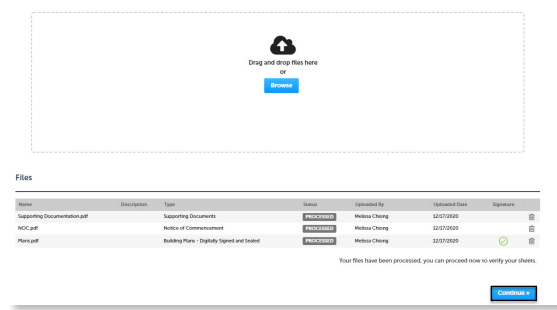 Drag and drop files here
or
Browse
Files
Name Description Type Status Uploaded By Uploaded Date Signature
Supporting Documentation.pdf Supporting Documents PROCESSED Melissa Chiong 12/17/2020
NOC.pdf Notice of Commencement PROCESSED Melissa Chiong 12/17/2020
Plans.pdf Building Plans - Digitally Signed and Sealed PROCESSED Melissa Chiong 12/17/2020
Your files have been processed, you can proceed now to verify your sheets.
Continue »